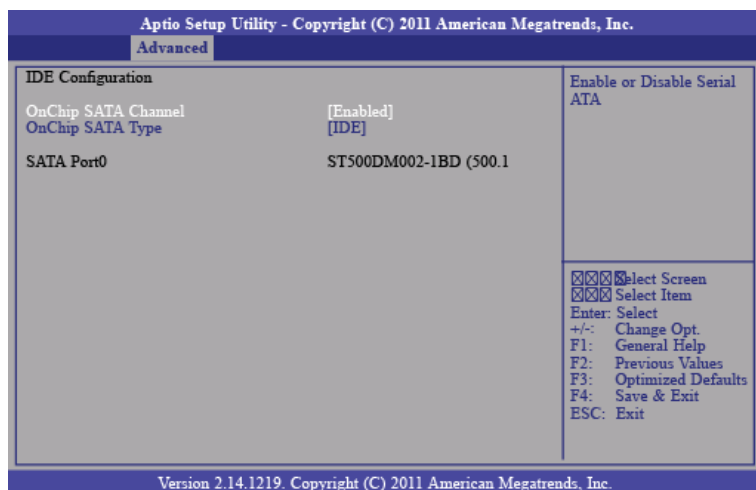 Aptio Setup Utility - Copyright (C) 2011 American Megatrends, Inc.
Advanced
IDE Configuration
OnChip SATA Channel [Enabled]
OnChip SATA Type [IDE]
SATA Port0 ST500DM002-1BD (500.1
Enable or Disable Serial
ATA
Select Screen
Select Item
Enter: Select
+/-: Change Opt.
F1: General Help
F2: Previous Values
F3: Optimized Defaults
F4: Save & Exit
ESC: Exit
Version 2.14.1219. Copyright (C) 2011 American Megatrends, Inc.